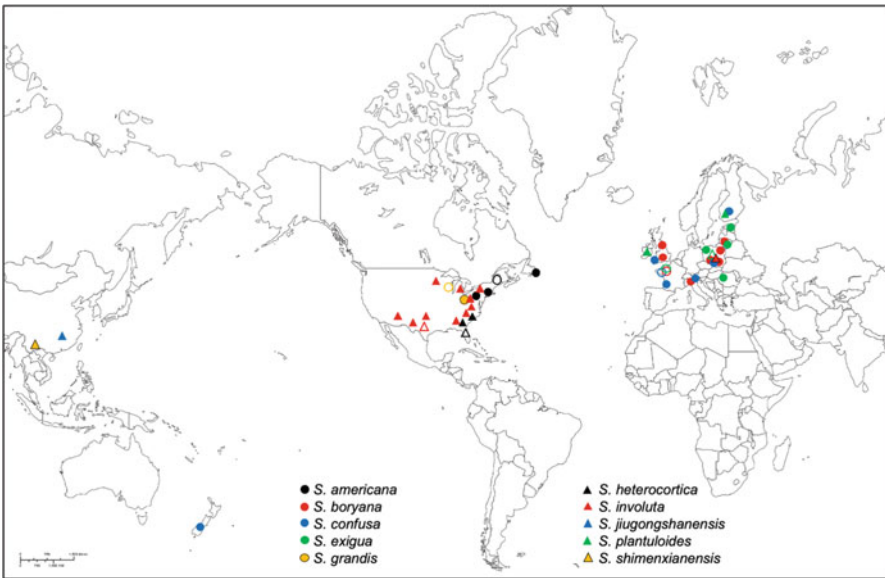 S. americana
S. boryana
S. confusa
S. exigua
S. grandis
S. heterocortica
S. involuta
S. jiugongshanensis
S. plantuloides
S. shimenxianensis